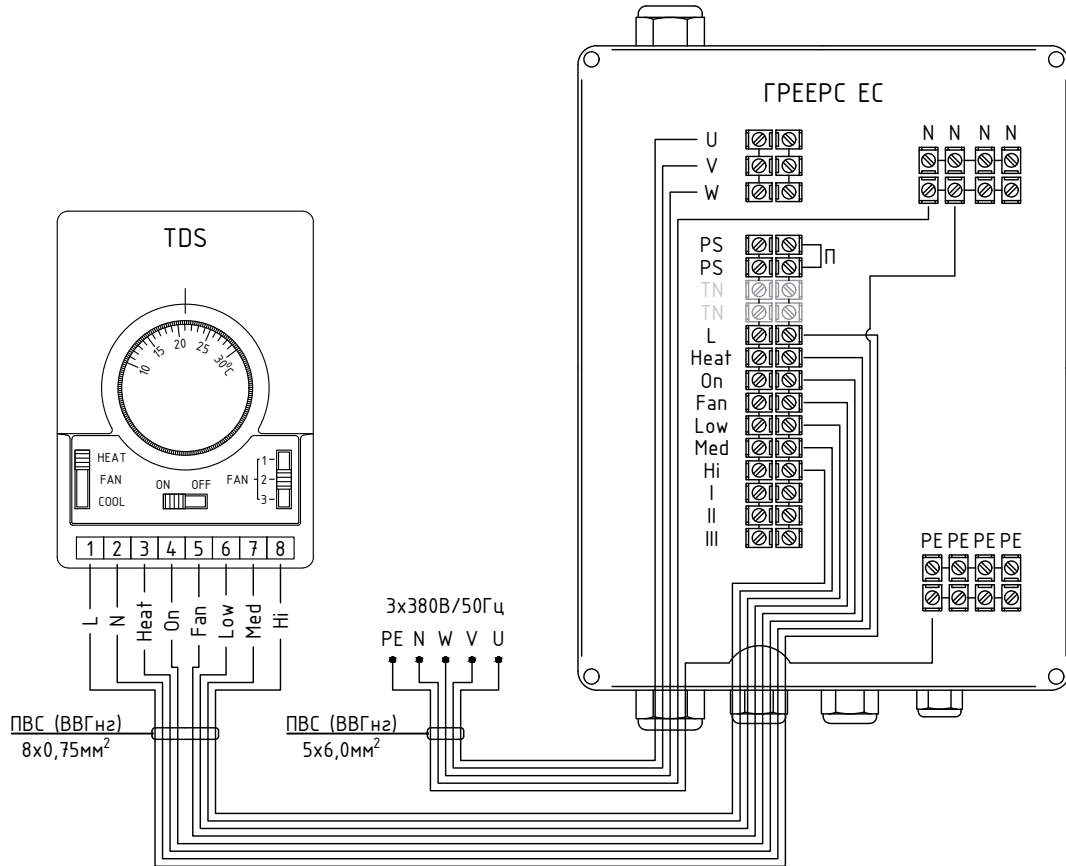 ГРЕЕРС ЕС
U
V
W
N N N N
PS
PS
П
TN
TN
L
Heat
On
Fan
Low
Med
Hi
I
II
III
PE PE PE PE
TDS
10 15 20 25 30°C
HEAT
FAN
COOL
ON OFF
FAN
1
2
3
1 2 3 4 5 6 7 8
L N Heat On Fan Low Med Hi
3x380В/50Гц
PE N W V U
ПВС (ВВГнг)
8x0,75мм²
ПВС (ВВГнг)
5x6,0мм²